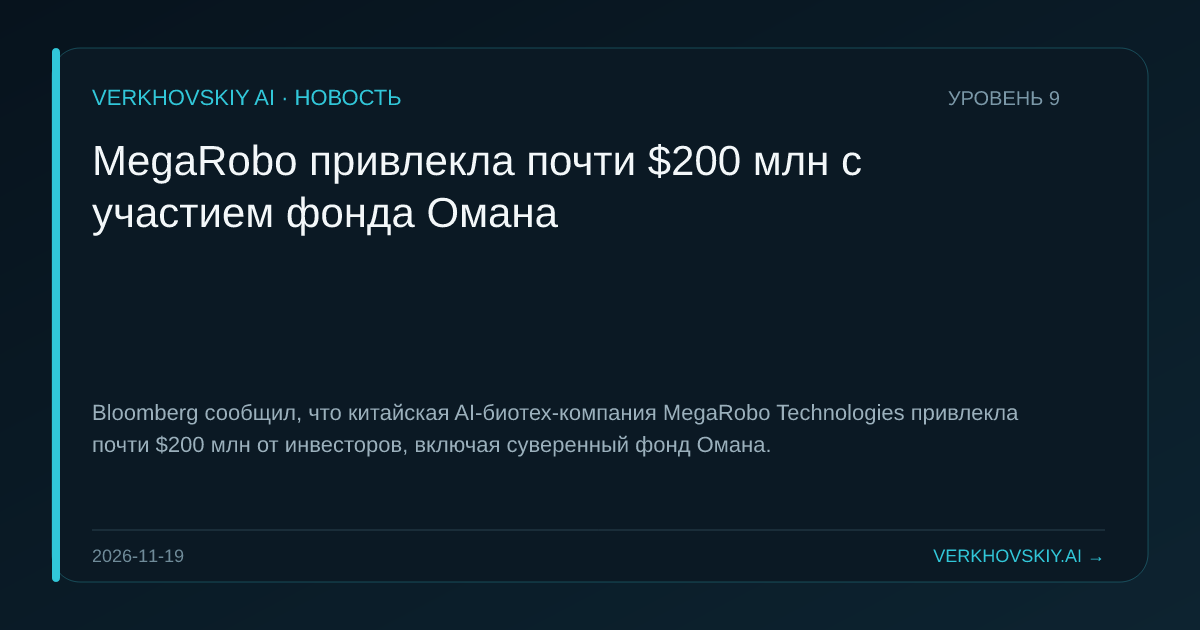 VERKHOVSKIY AI · НОВОСТЬ
УРОВЕНЬ 9
MegaRobo привлекла почти $200 млн с
участием фонда Омана
Bloomberg сообщил, что китайская AI-биотех-компания MegaRobo Technologies привлекла
почти $200 млн от инвесторов, включая суверенный фонд Омана.
2026-11-19
VERKHOVSKIY.AI →